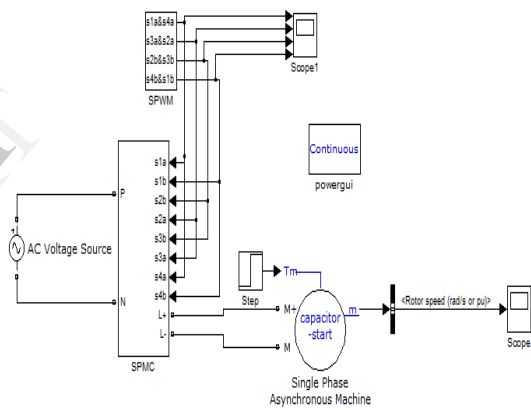 s1a&s4a
s3a&s2a
s2b&s3b
s4b&s1b
SPWM
Scope1
Continuous
powergui
P
N
s1a
s1b
s2b
s2a
s3b
s3a
s4a
s4b
L+
L-
SPMC
+
AC Voltage Source
Step
Tm
M+
M
capacitor
-start
m
Single Phase
Asynchronous Machine
<Rotor speed (rad/s or pu)>
Scope